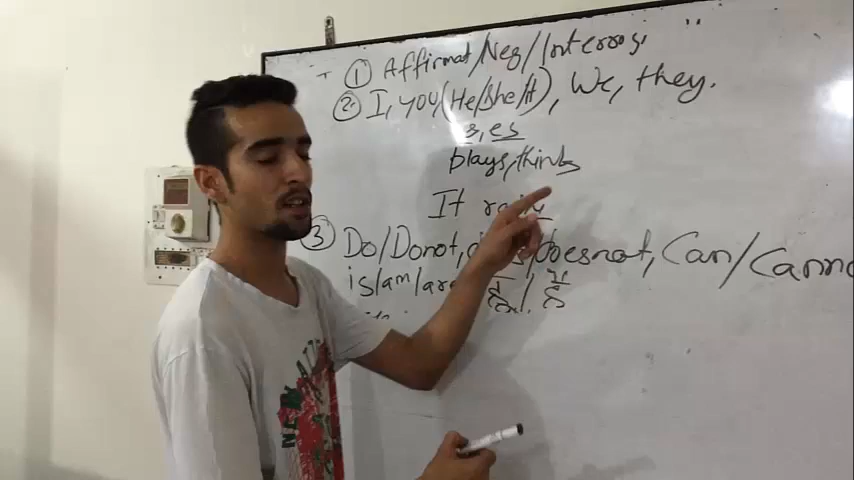 ① Affirmat/Neg/Interrog.
② I, you (He/She/It), We, they.
s, es
plays, thinks
It
③ Do/Donot, /doesnot, Can/Canno
is/am/are
NEW